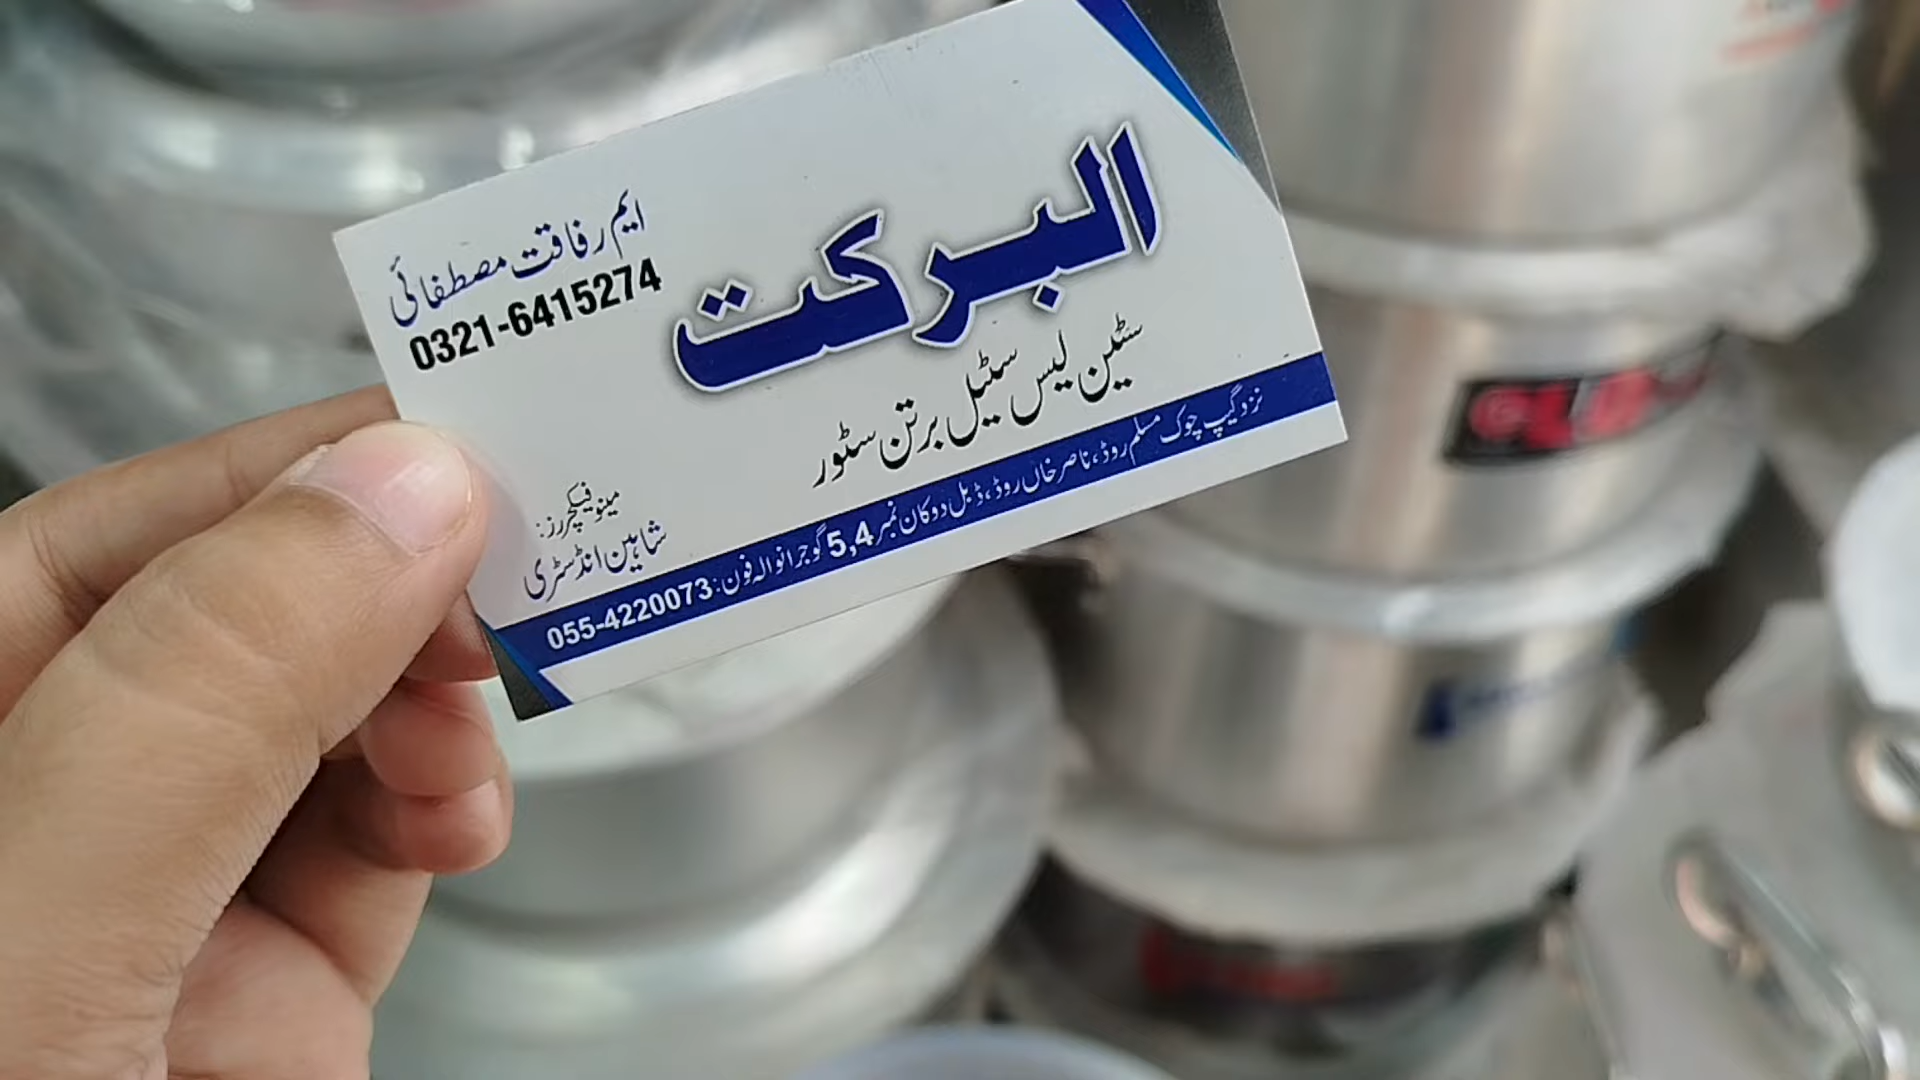 البرکت
سٹین لیس سٹیل برتن سٹور
ایم رفاقت مصطفائی
0321-6415274
مینوفیکچررز:
شاہین انڈسٹری
نزد گیپ چوک مسلم روڈ، ناصر خاں روڈ، ڈبل دوکان نمبر 5,4 گوجرانوالہ فون: 055-4220073